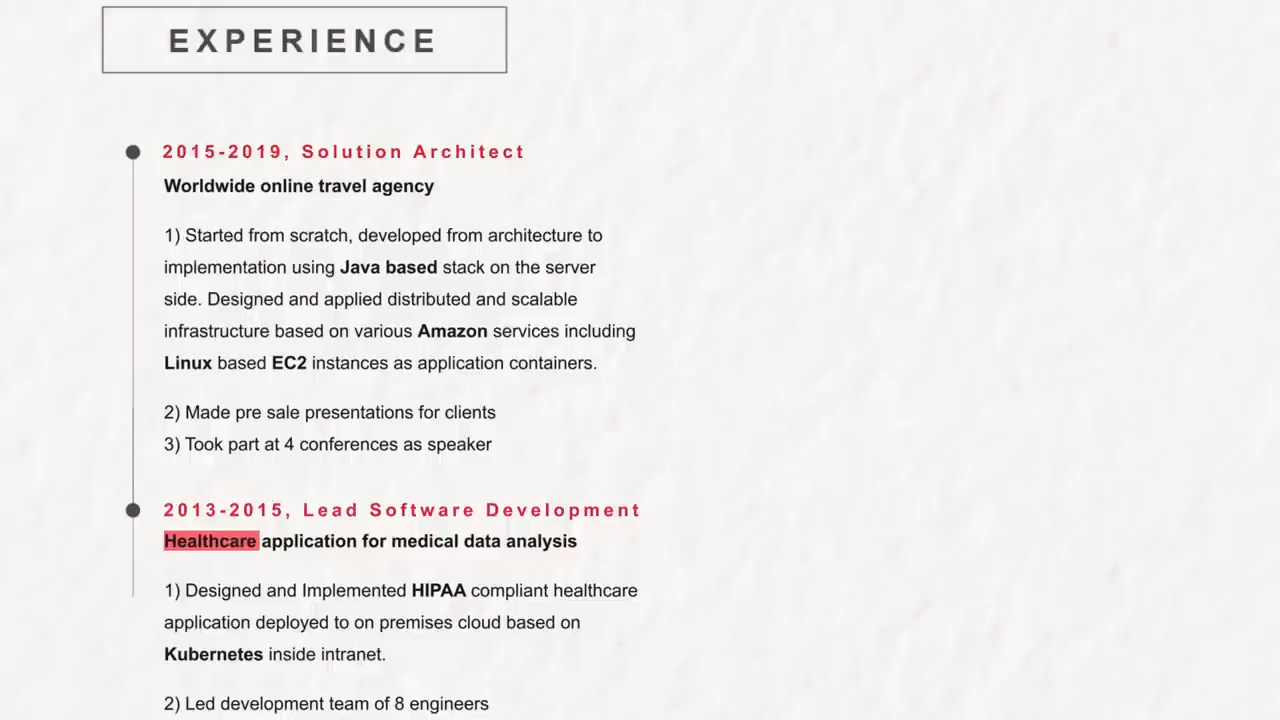 EXPERIENCE
2015-2019, Solution Architect
Worldwide online travel agency
1) Started from scratch, developed from architecture to
implementation using Java based stack on the server
side. Designed and applied distributed and scalable
infrastructure based on various Amazon services including
Linux based EC2 instances as application containers.
2) Made pre sale presentations for clients
3) Took part at 4 conferences as speaker
2013-2015, Lead Software Development
Healthcare application for medical data analysis
1) Designed and Implemented HIPAA compliant healthcare
application deployed to on premises cloud based on
Kubernetes inside intranet.
2) Led development team of 8 engineers